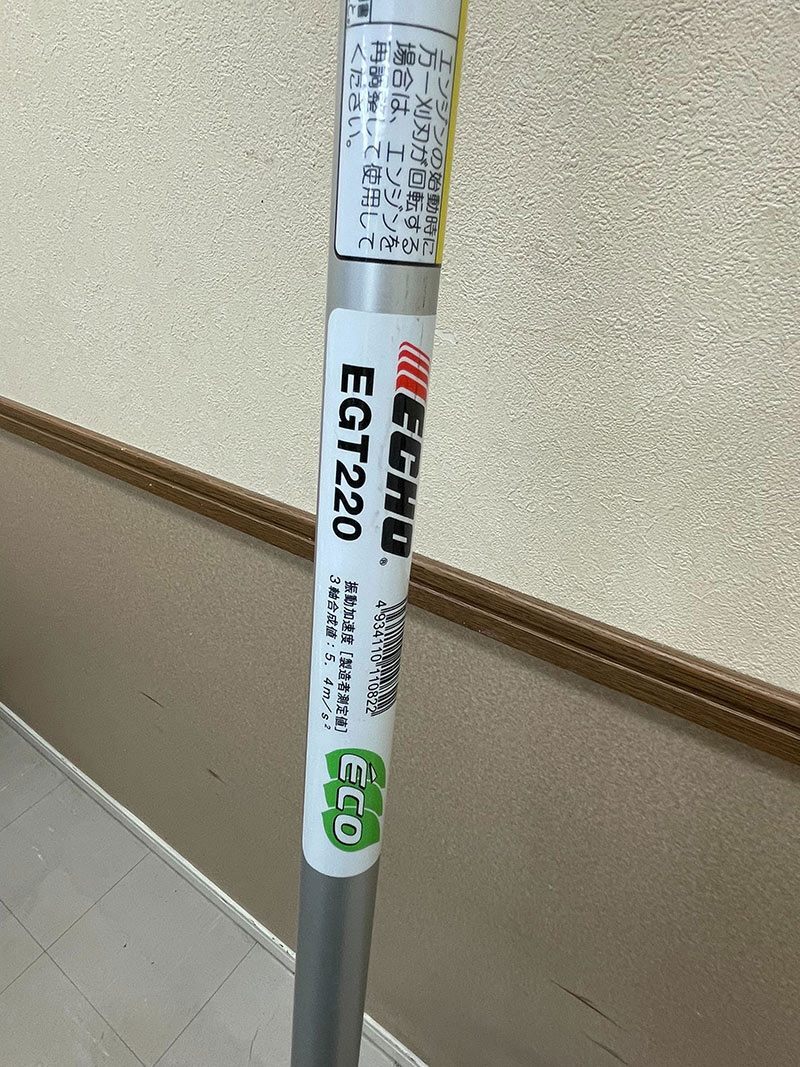 エンジンの始動時に
万一刈刃が回転する
場合は、エンジンを
再調整して使用して
ください。
ECHO®
EGT220
4934110110822
振動加速度［製造者測定値］
3軸合成値：5．4m/s²
ECO